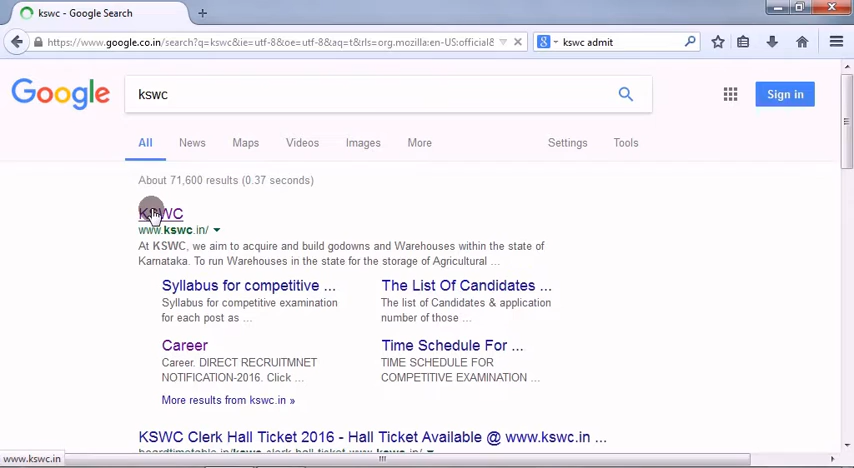 kswc - Google Search
https://www.google.co.in/search?q=kswc&ie=utf-8&oe=utf-8&aq=t&rls=org.mozilla:en-US:official&
kswc admit
Google
kswc
Sign in
All News Maps Videos Images More Settings Tools
About 71,600 results (0.37 seconds)
KSWC
www.kswc.in/
At KSWC, we aim to acquire and build godowns and Warehouses within the state of
Karnataka. To run Warehouses in the state for the storage of Agricultural ...
Syllabus for competitive ...
Syllabus for competitive examination
for each post as ...
The List Of Candidates ...
The list of Candidates & application
number of those ...
Career
Career. DIRECT RECRUITMNET
NOTIFICATION-2016. Click ...
Time Schedule For ...
TIME SCHEDULE FOR
COMPETITIVE EXAMINATION ...
More results from kswc.in »
KSWC Clerk Hall Ticket 2016 - Hall Ticket Available @ www.kswc.in ...
www.kswc.in